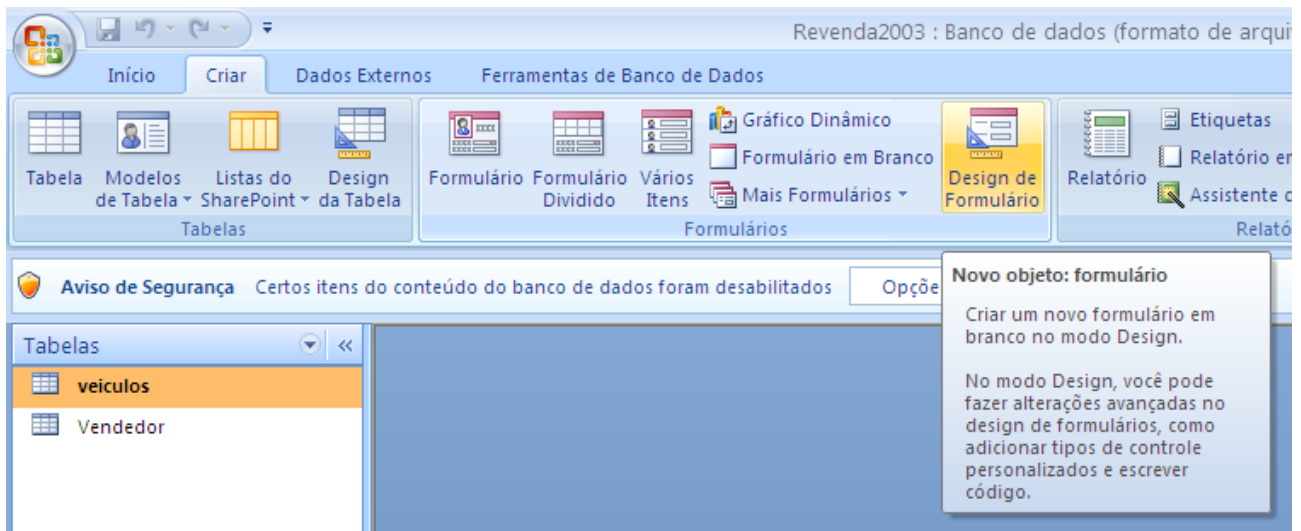 Revenda2003 : Banco de dados (formato de arqui
Início Criar Dados Externos Ferramentas de Banco de Dados
Tabela
Modelos
de Tabela
Listas do
SharePoint
Design
da Tabela
Tabelas
Formulário
Formulário
Dividido
Vários
Itens
Gráfico Dinâmico
Formulário em Branco
Mais Formulários
Design de
Formulário
Formulários
Relatório
Etiquetas
Relatório e
Assistente
Relató
Aviso de Segurança Certos itens do conteúdo do banco de dados foram desabilitados Opçõe
Tabelas
veiculos
Vendedor
Novo objeto: formulário
Criar um novo formulário em
branco no modo Design.
No modo Design, você pode
fazer alterações avançadas no
design de formulários, como
adicionar tipos de controle
personalizados e escrever
código.